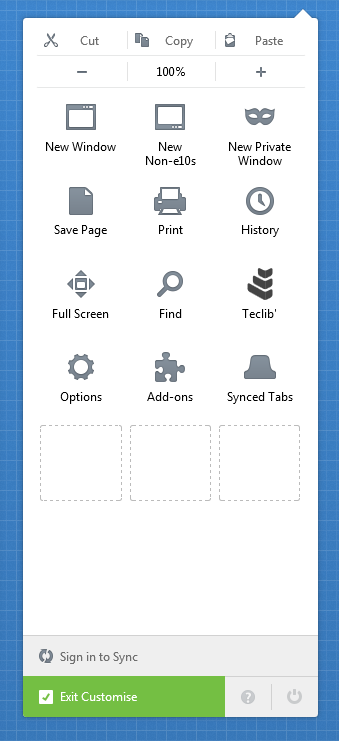 Cut Copy Paste
− 100% +
New Window New Non-e10s New Private Window
Save Page Print History
Full Screen Find Teclib'
Options Add-ons Synced Tabs
Sign in to Sync
Exit Customise ?